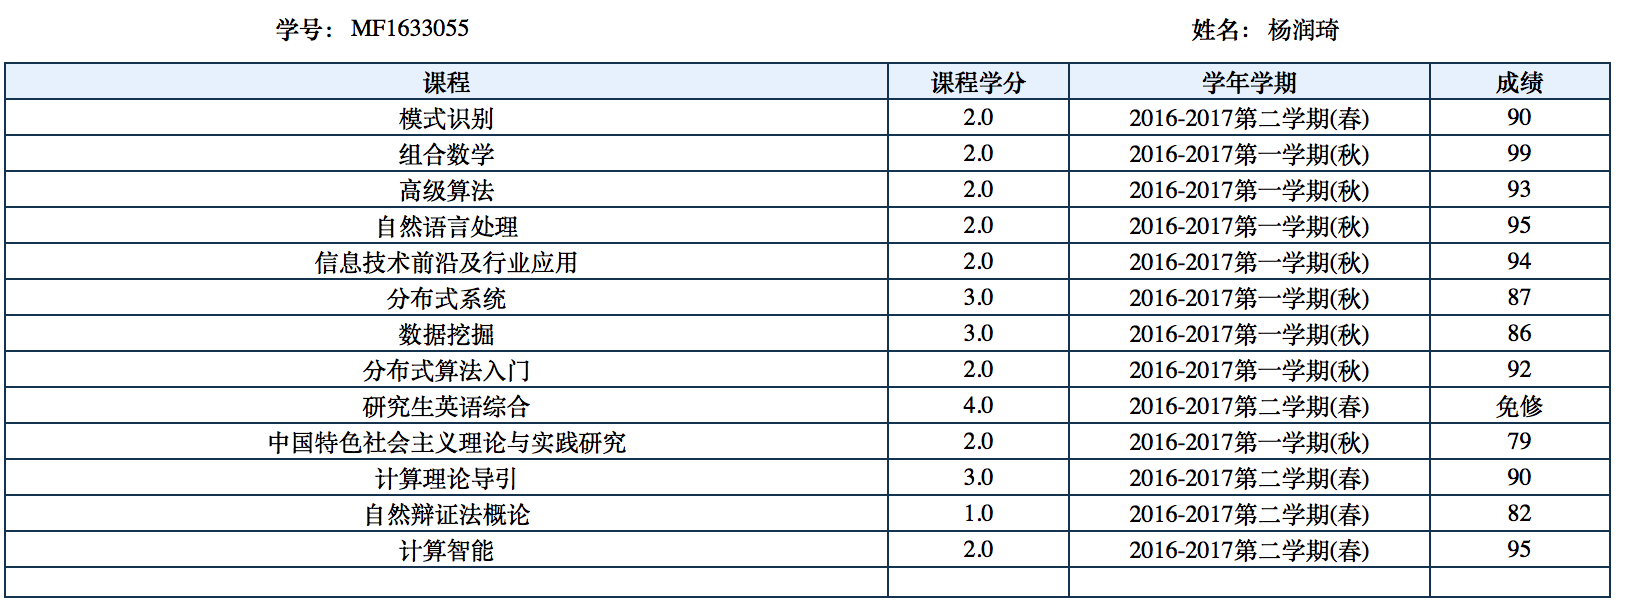 学号： MF1633055 姓名： 杨润琦
课程 课程学分 学年学期 成绩
模式识别 2.0 2016-2017第二学期(春) 90
组合数学 2.0 2016-2017第一学期(秋) 99
高级算法 2.0 2016-2017第一学期(秋) 93
自然语言处理 2.0 2016-2017第一学期(秋) 95
信息技术前沿及行业应用 2.0 2016-2017第一学期(秋) 94
分布式系统 3.0 2016-2017第一学期(秋) 87
数据挖掘 3.0 2016-2017第一学期(秋) 86
分布式算法入门 2.0 2016-2017第一学期(秋) 92
研究生英语综合 4.0 2016-2017第二学期(春) 免修
中国特色社会主义理论与实践研究 2.0 2016-2017第一学期(秋) 79
计算理论导引 3.0 2016-2017第二学期(春) 90
自然辩证法概论 1.0 2016-2017第二学期(春) 82
计算智能 2.0 2016-2017第二学期(春) 95